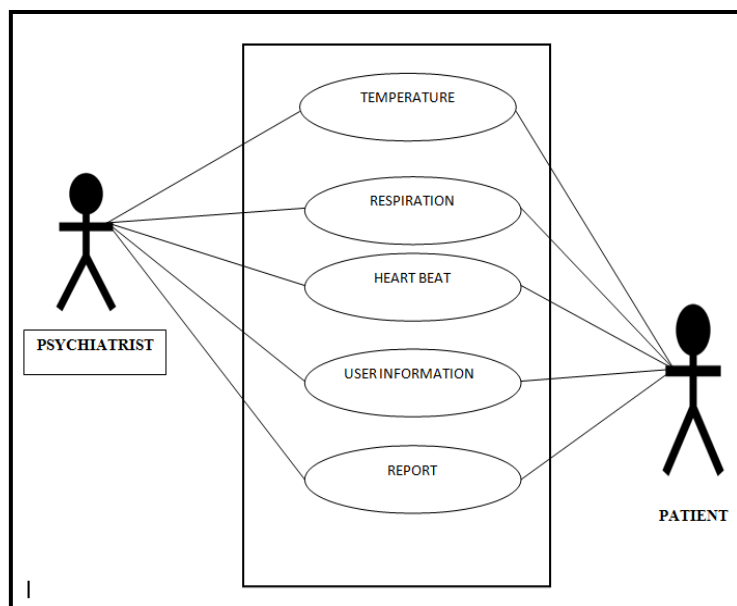 TEMPERATURE
RESPIRATION
HEART BEAT
PSYCHIATRIST
USER INFORMATION
REPORT
PATIENT